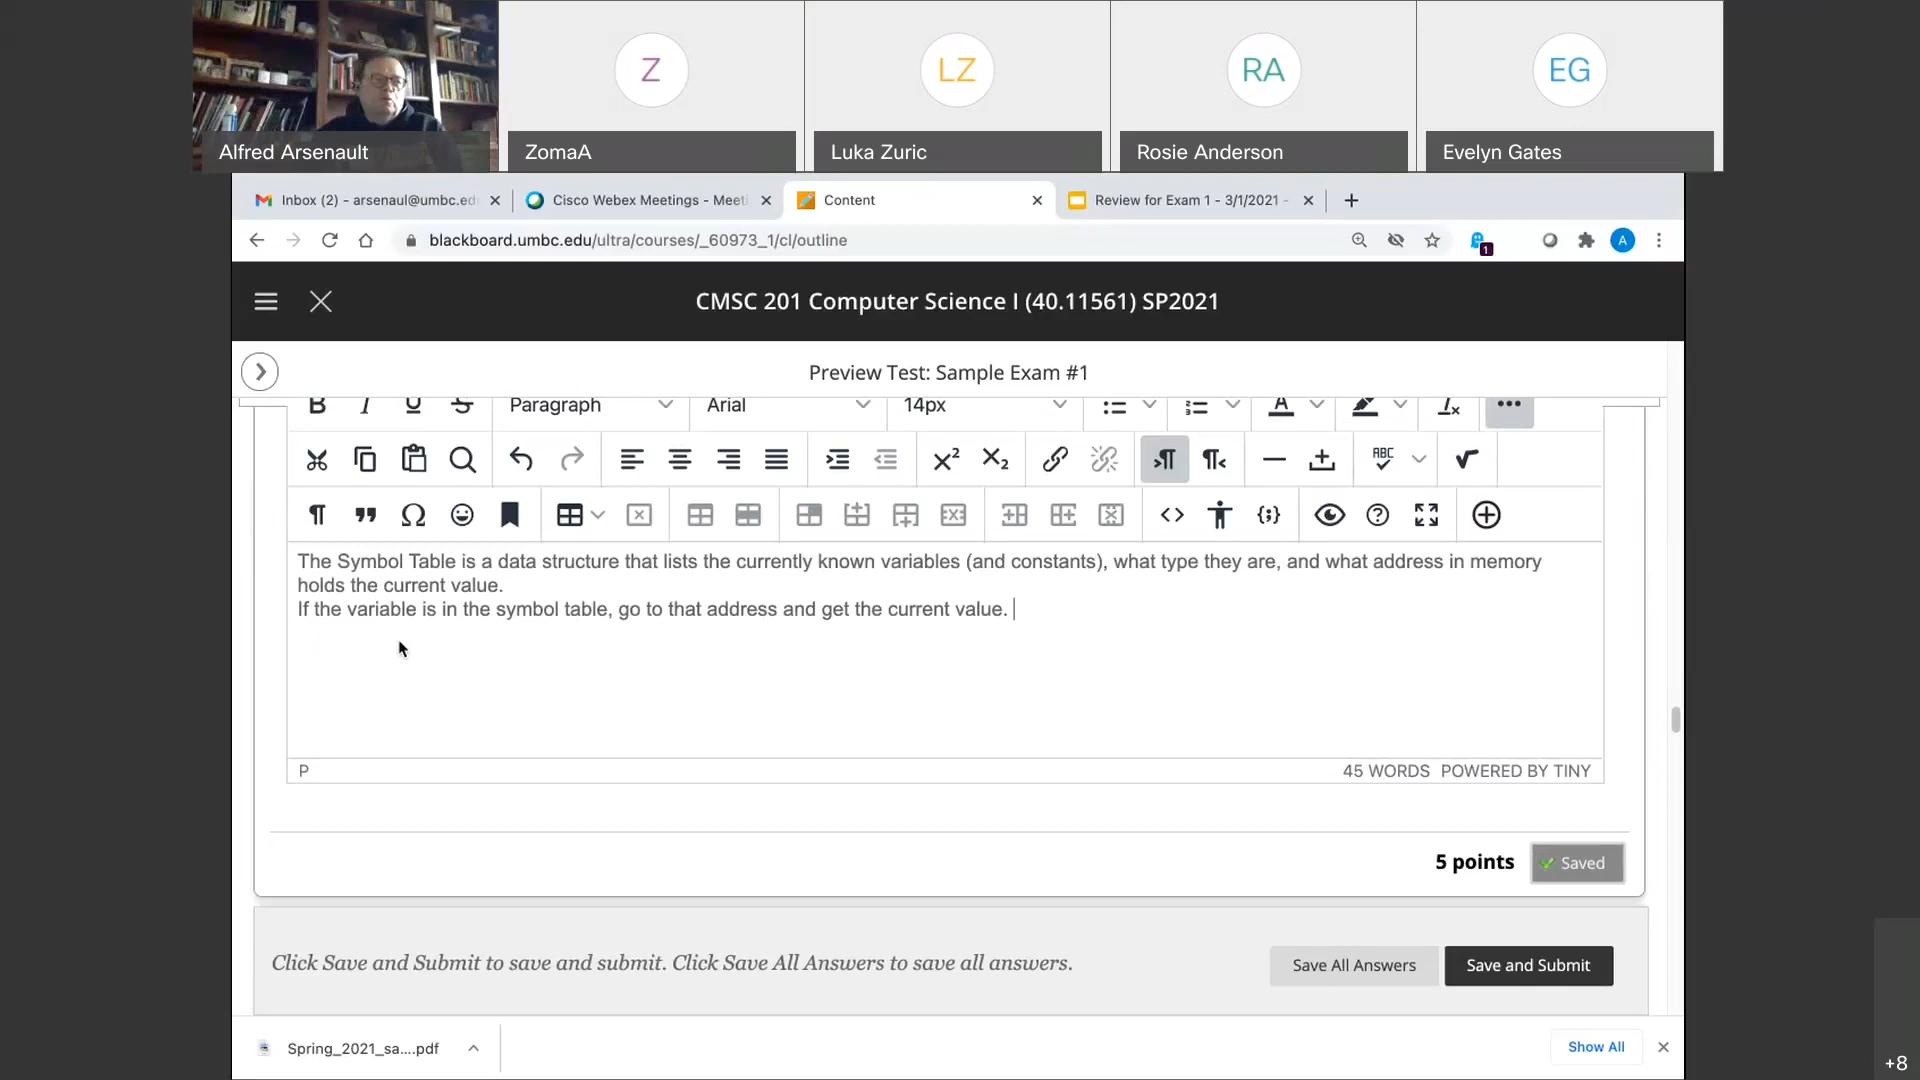 Z
LZ
RA
EG
Alfred Arsenault
ZomaA
Luka Zuric
Rosie Anderson
Evelyn Gates
Inbox (2) - arsenaul@umbc.ed
Cisco Webex Meetings - Meeti
Content
Review for Exam 1 - 3/1/2021 -
blackboard.umbc.edu/ultra/courses/_60973_1/cl/outline
1
A
CMSC 201 Computer Science I (40.11561) SP2021
Preview Test: Sample Exam #1
B I U S Paragraph Arial 14px A
ABC
The Symbol Table is a data structure that lists the currently known variables (and constants), what type they are, and what address in memory
holds the current value.
If the variable is in the symbol table, go to that address and get the current value.
P
45 WORDS POWERED BY TINY
5 points
Saved
Click Save and Submit to save and submit. Click Save All Answers to save all answers.
Save All Answers
Save and Submit
Spring_2021_sa....pdf
Show All
+8